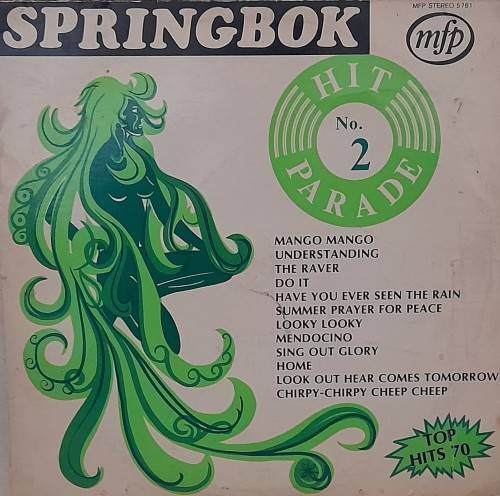 MFP STEREO 5761
SPRINGBOK
mfp
HIT
PARADE
No.
2
MANGO MANGO
UNDERSTANDING
THE RAVER
DO IT
HAVE YOU EVER SEEN THE RAIN
SUMMER PRAYER FOR PEACE
LOOKY LOOKY
MENDOCINO
SING OUT GLORY
HOME
LOOK OUT HEAR COMES TOMORROW
CHIRPY-CHIRPY CHEEP CHEEP
TOP
HITS '70